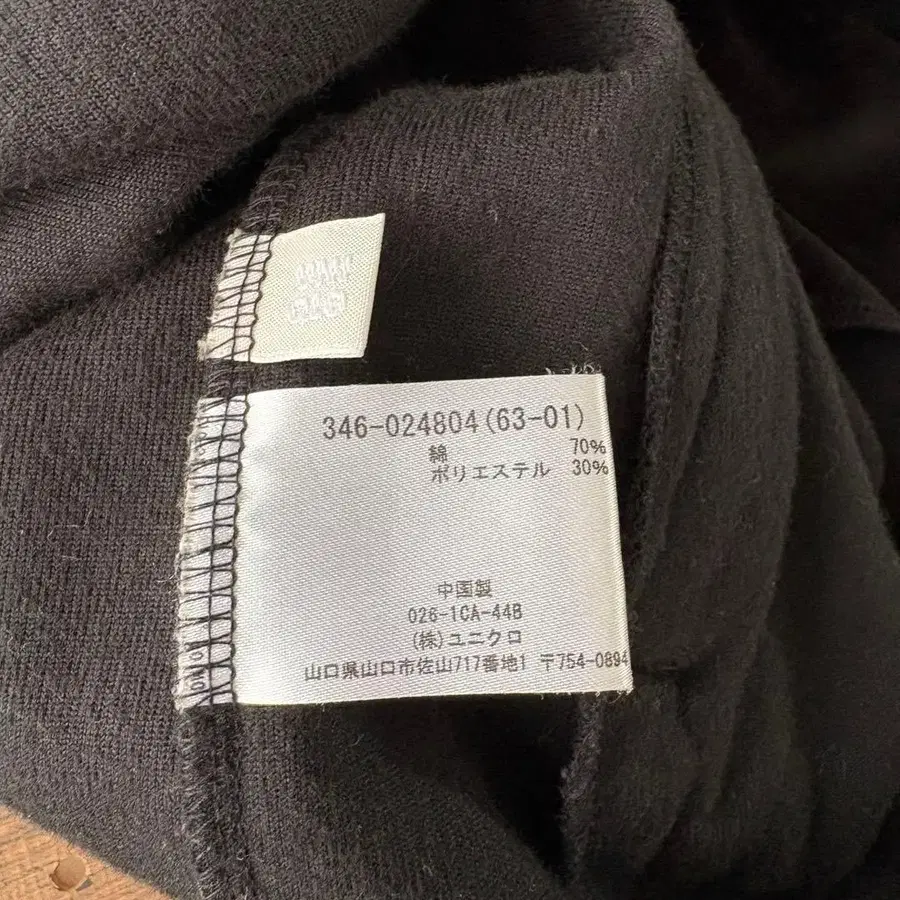 346-024804(63-01)
綿 70%
ポリエステル 30%
中国製
026-1CA-44B
(株)ユニクロ
山口県山口市佐山717番地1 〒754-0894